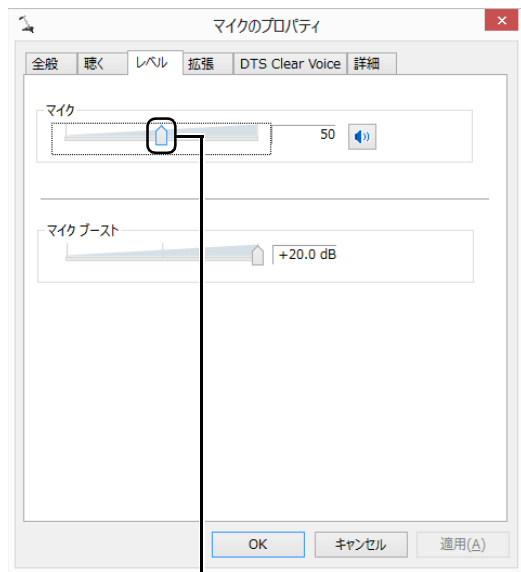 マイクのプロパティ
全般 聴く レベル 拡張 DTS Clear Voice 詳細
マイク
50
マイク ブースト
+20.0 dB
OK キャンセル 適用(A)